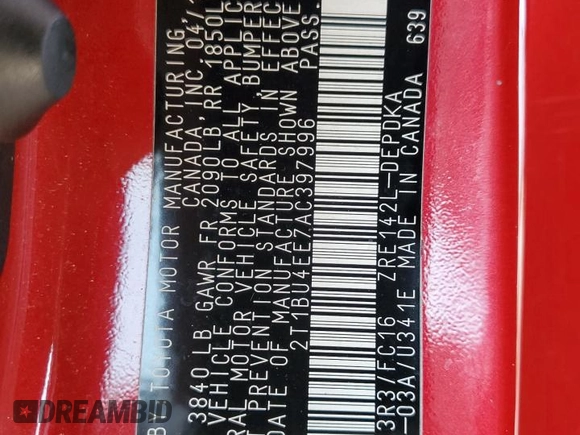 TOYOTA MOTOR MANUFACTURING
CANADA, INC. 04/
3840 LB GAWR FR 2090LB, RR 1850L
VEHICLE CONFORMS TO ALL APPLIC
RAL MOTOR VEHICLE SAFETY, BUMPER
T PREVENTION STANDARDS IN EFFEC
DATE OF MANUFACTURE SHOWN ABOVE
2T1BU4EE7AC397996 PASS.
3R3/FC16 ZRE142L-DEPDKA
-03A/U341E MADE IN CANADA 639
DREAMBID